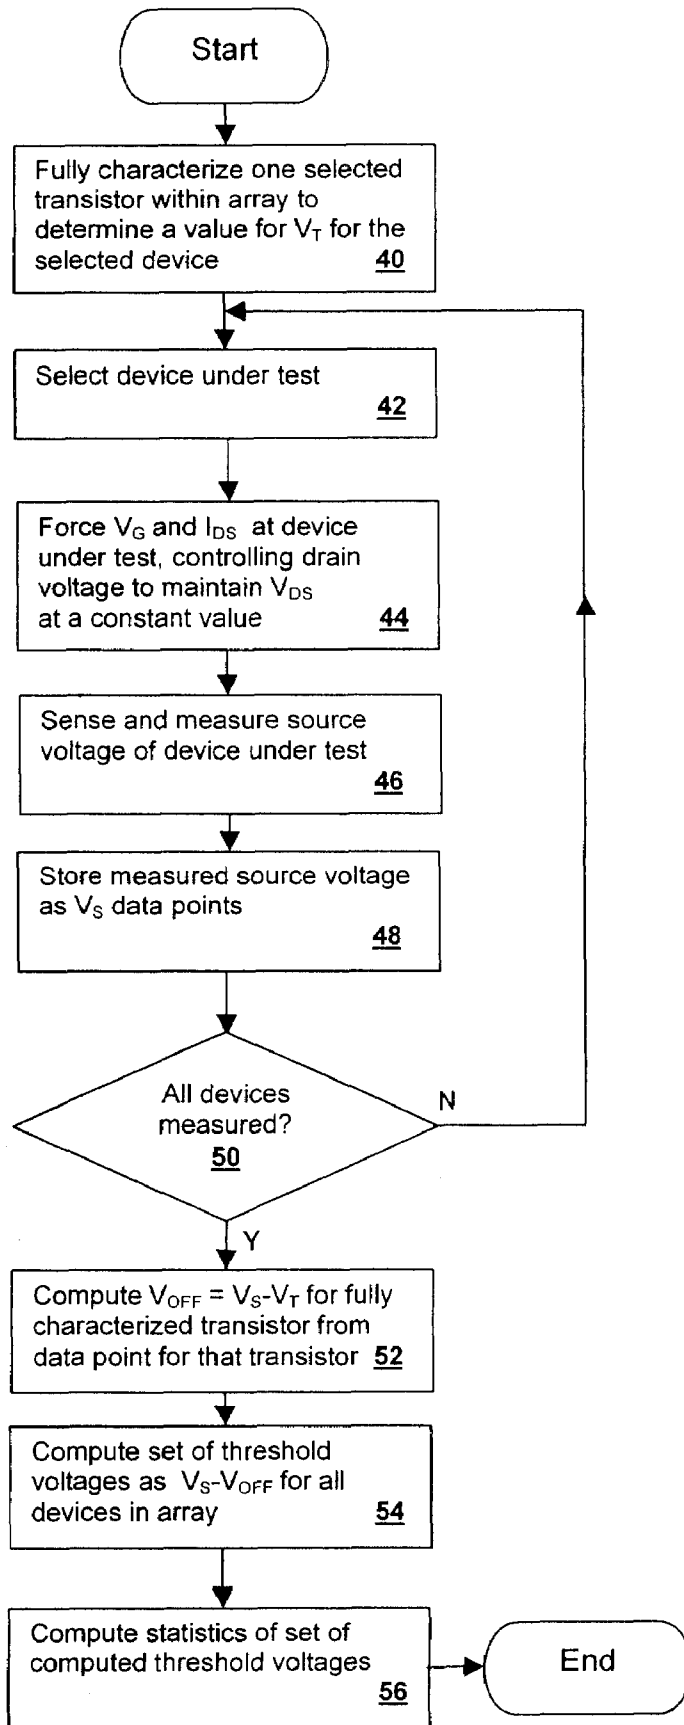 Start
Fully characterize one selected
transistor within array to
determine a value for V_T for the
selected device 40
Select device under test
42
Force V_G and I_DS at device
under test, controlling drain
voltage to maintain V_DS
at a constant value 44
Sense and measure source
voltage of device under test
46
Store measured source voltage
as V_S data points
48
All devices
measured?
50
N
Y
Compute V_OFF = V_S-V_T for fully
characterized transistor from
data point for that transistor 52
Compute set of threshold
voltages as V_S-V_OFF for all
devices in array 54
Compute statistics of set of
computed threshold voltages
56
End